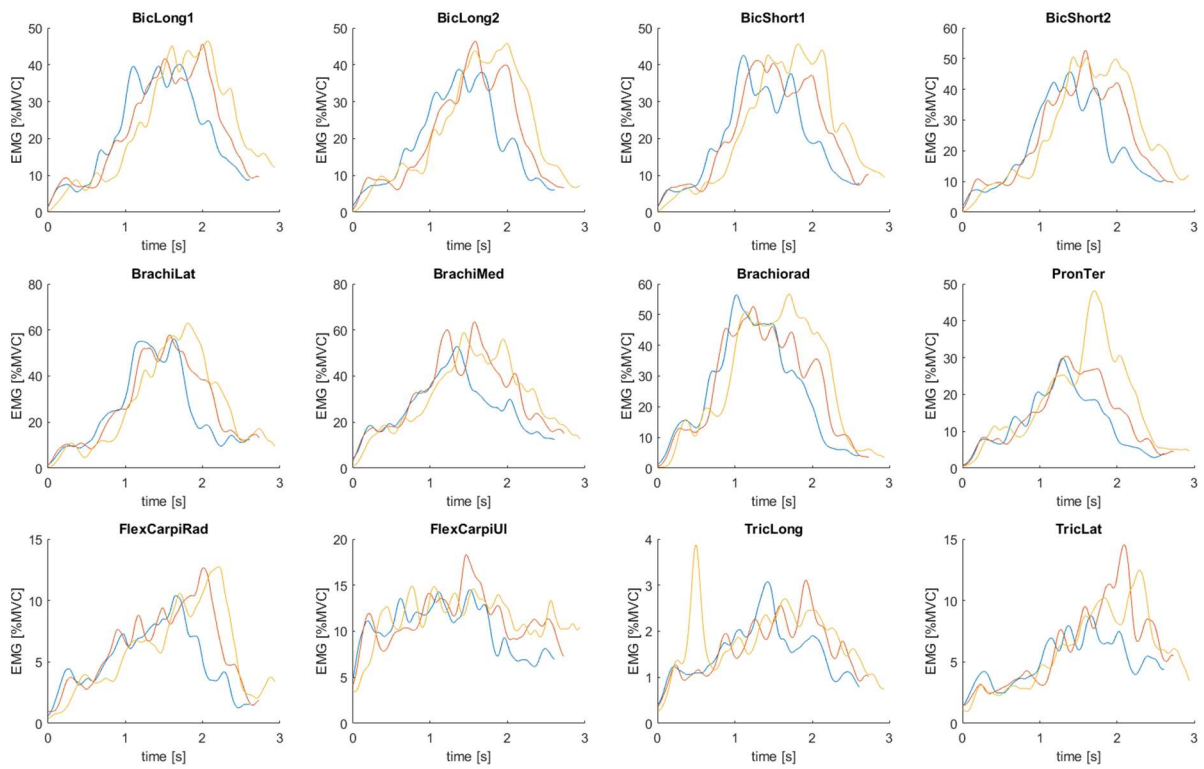 BicLong1 BicLong2 BicShort1 BicShort2
50 50 50 60
40 40 40 50
30 30 30 40
20 20 20 30
10 10 10 20
0 0 0 10
0
EMG [%MVC] EMG [%MVC] EMG [%MVC] EMG [%MVC]
0 1 2 3 0 1 2 3 0 1 2 3 0 1 2 3
time [s] time [s] time [s] time [s]
BrachiLat BrachiMed Brachiorad PronTer
80 80 60 50
60 60 50 40
40 40 40 30
20 20 30 20
0 0 20 10
10 0
0
EMG [%MVC] EMG [%MVC] EMG [%MVC] EMG [%MVC]
0 1 2 3 0 1 2 3 0 1 2 3 0 1 2 3
time [s] time [s] time [s] time [s]
FlexCarpiRad FlexCarpiUl TricLong TricLat
15 20 4 15
10 15 3 10
5 10 2 5
0 5 1 0
0 0
EMG [%MVC] EMG [%MVC] EMG [%MVC] EMG [%MVC]
0 1 2 3 0 1 2 3 0 1 2 3 0 1 2 3
time [s] time [s] time [s] time [s]